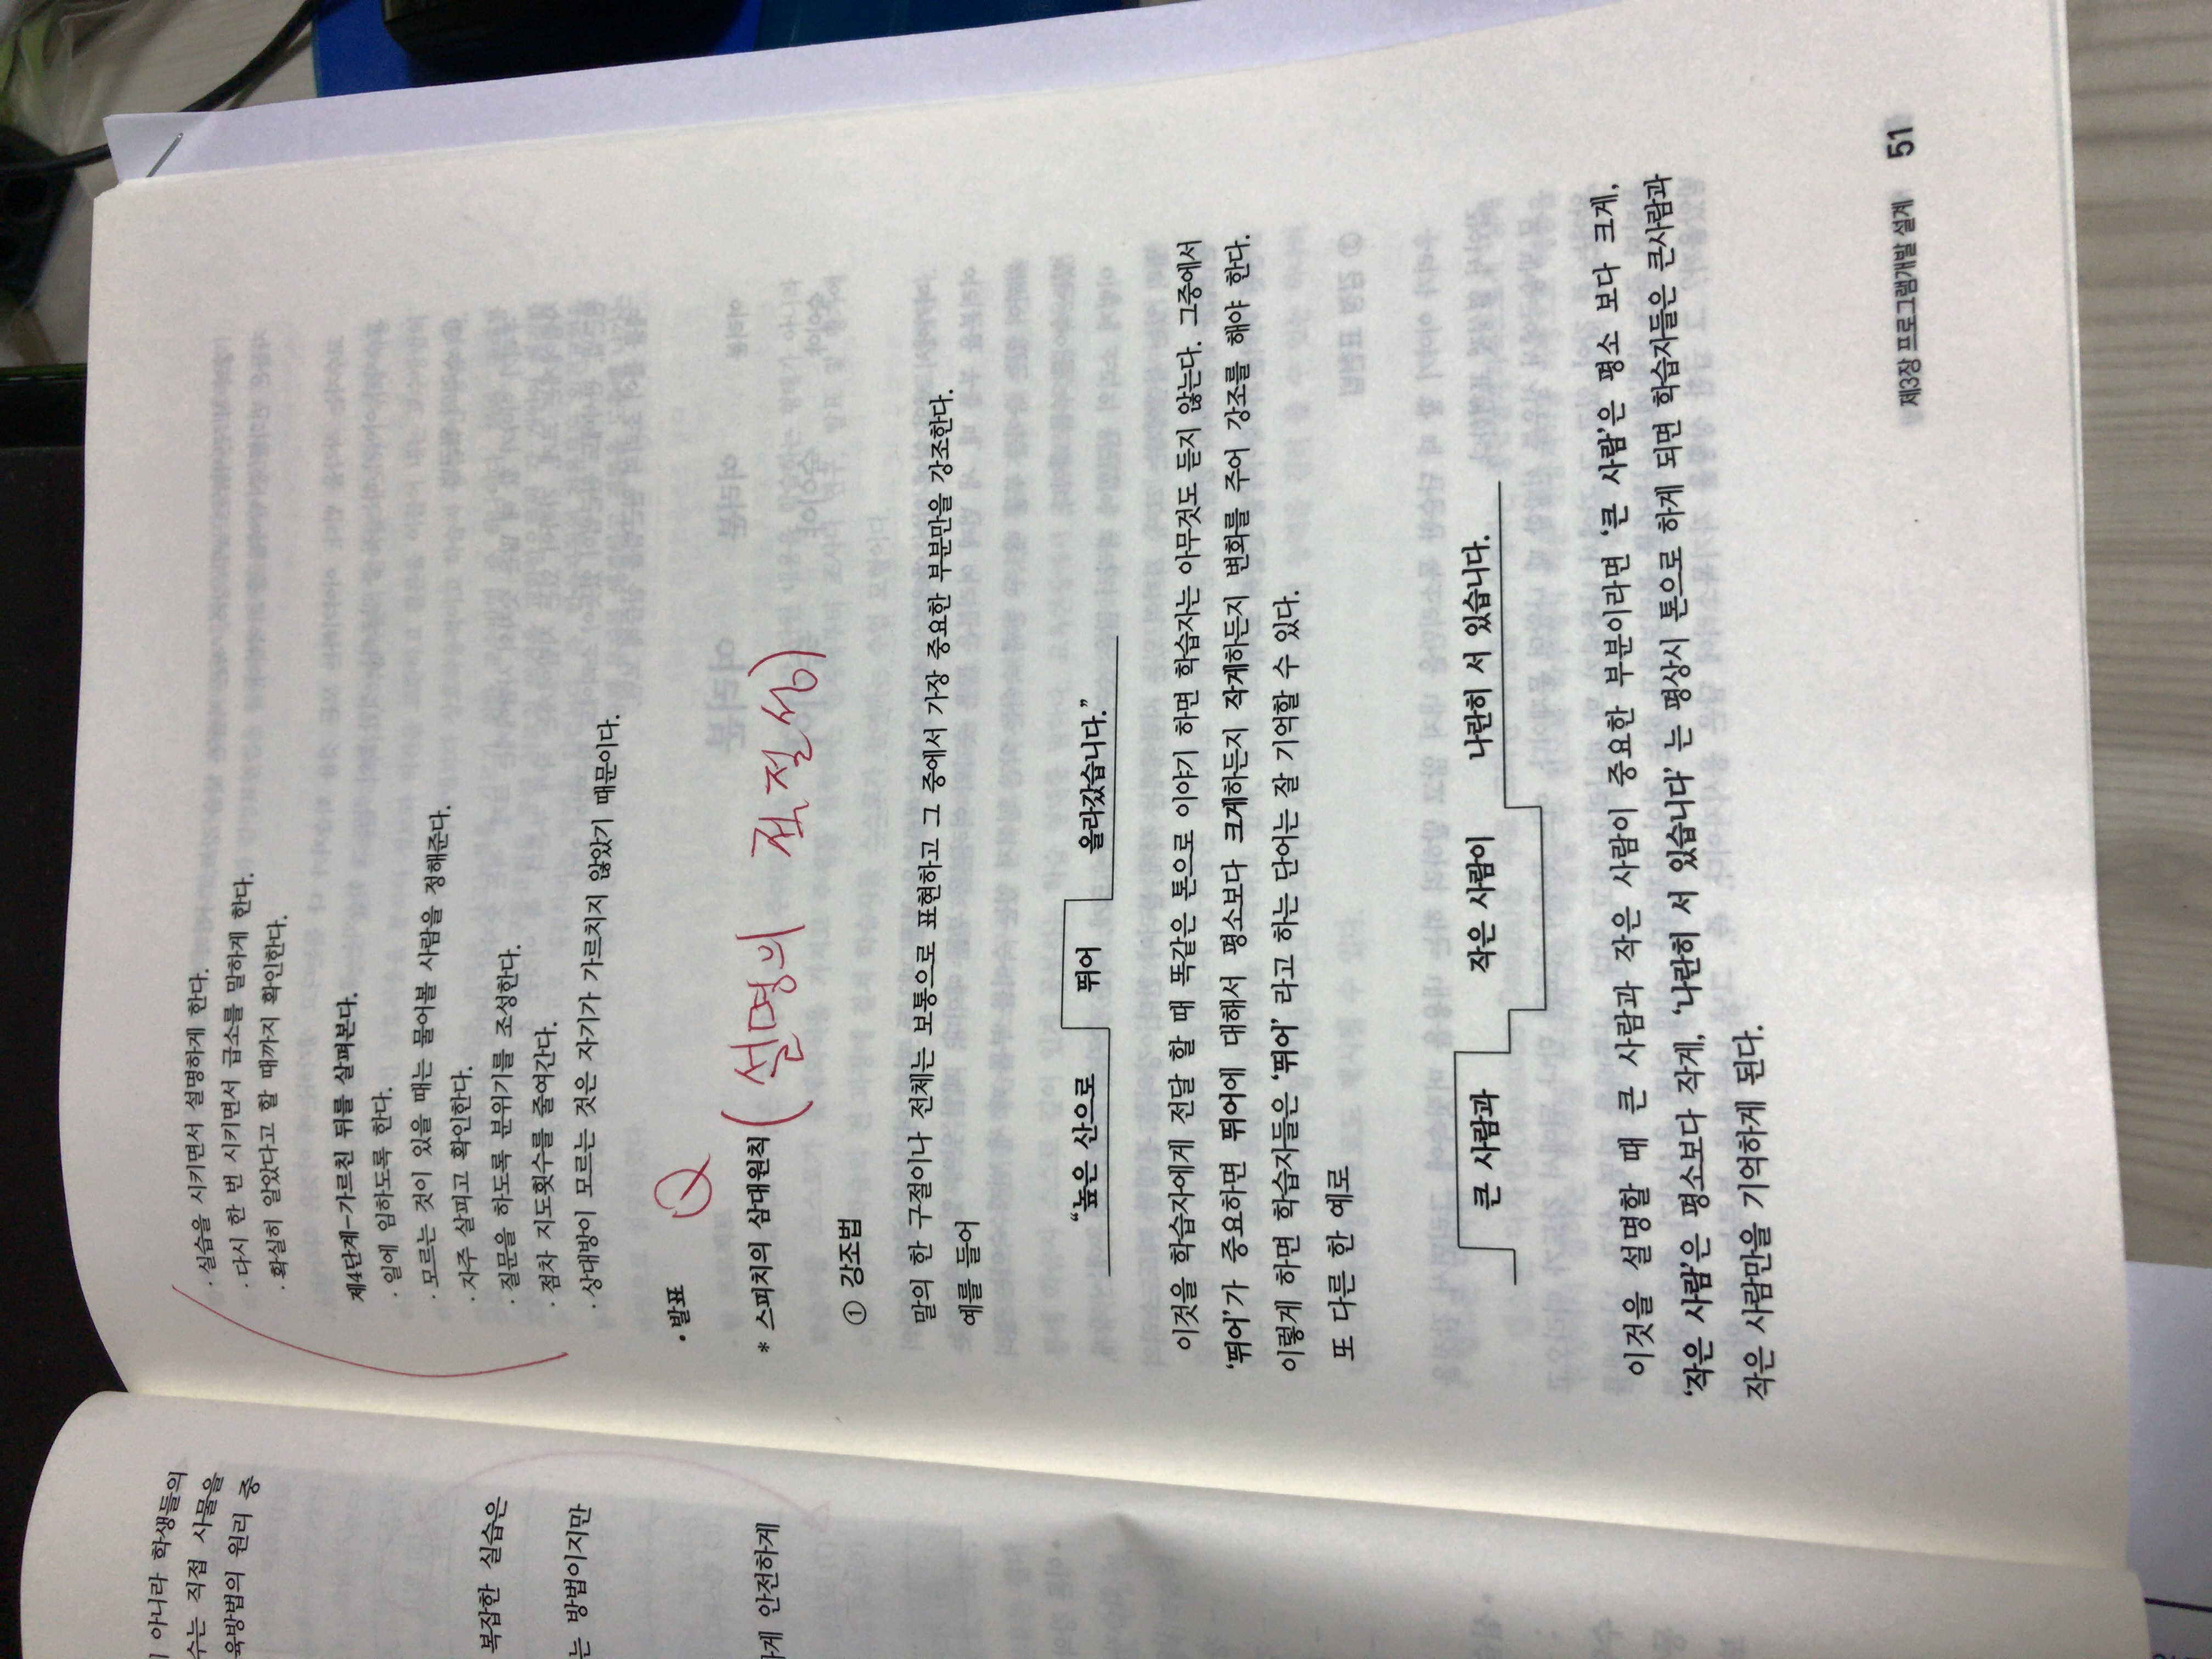 아니라 학생들의
수는 직접 사물을
육방법의 원리 중
복잡한 실습은
는 방법이지만
하게 안전하게
· 실습을 시키면서 설명하게 한다.
· 다시 한 번 시키면서 급소를 말하게 한다.
· 확실히 알았다고 할 때까지 확인한다.
제4단계-가르친 뒤를 살펴본다.
· 일에 임하도록 한다.
· 모르는 것이 있을 때는 물어볼 사람을 정해준다.
· 자주 살피고 확인한다.
· 질문을 하도록 분위기를 조성한다.
· 점차 지도횟수를 줄여간다.
· 상대방이 모르는 것은 자기가 가르치지 않았기 때문이다.
• 발표 Q
* 스피치의 삼대원칙 (설명의 적절성)
① 강조법
말의 한 구절이나 전체는 보통으로 표현하고 그 중에서 가장 중요한 부분만을 강조한다.
예를 들어
“높은 산으로 뛰어 올라갔습니다.”
이것을 학습자에게 전달 할 때 똑같은 톤으로 이야기 하면 학습자는 아무것도 듣지 않는다. 그중에서
‘뛰어’가 중요하면 뛰어에 대해서 평소보다 크게하든지 작게하든지 변화를 주어 강조를 해야 한다.
이렇게 하면 학습자들은 ‘뛰어’ 라고 하는 단어는 잘 기억할 수 있다.
또 다른 한 예로
큰 사람과 작은 사람이 나란히 서 있습니다.
이것을 설명할 때 큰 사람과 작은 사람이 중요한 부분이라면 ‘큰 사람’은 평소 보다 크게,
‘작은 사람’은 평소보다 작게, ‘나란히 서 있습니다’ 는 평상시 톤으로 하게 되면 학습자들은 큰사람과
작은 사람만을 기억하게 된다.
제3장 프로그램개발 설계 51